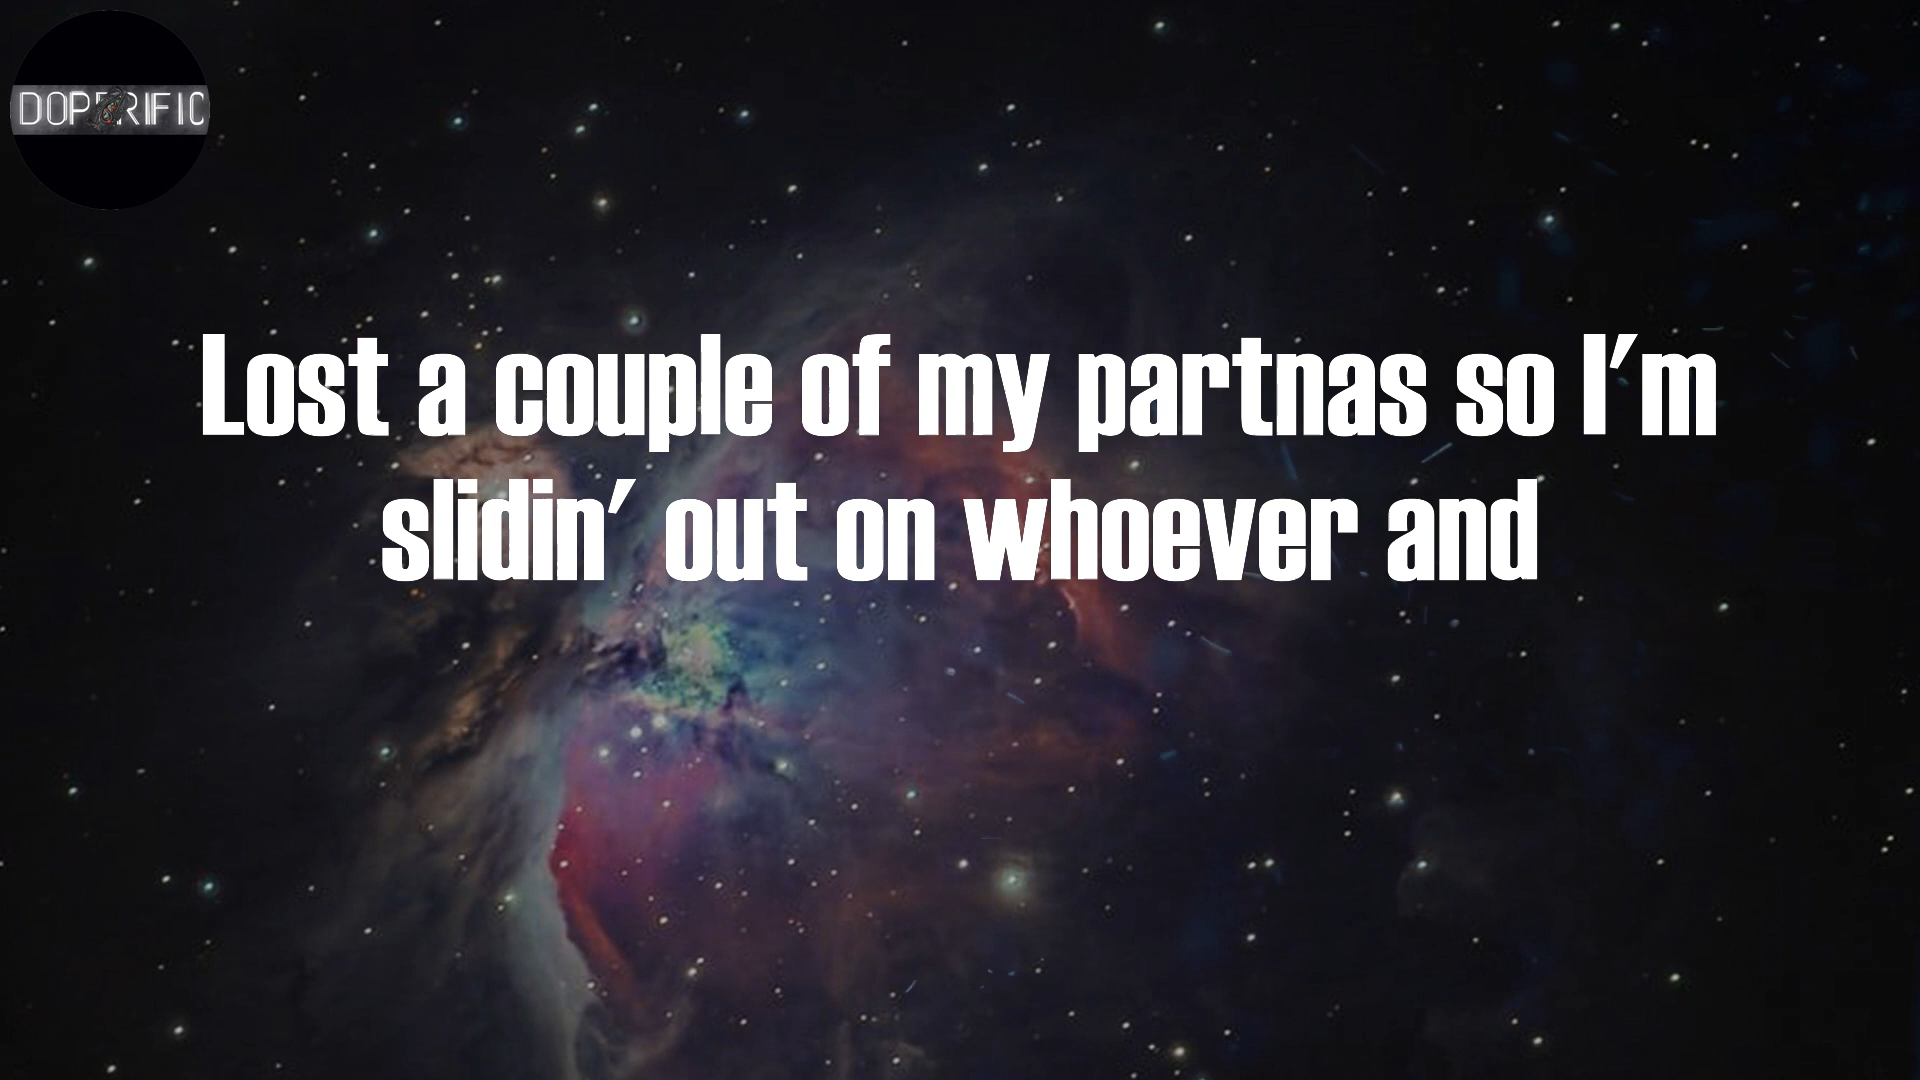 DOPERIFIC
Lost a couple of my partnas so I'm
slidin' out on whoever and